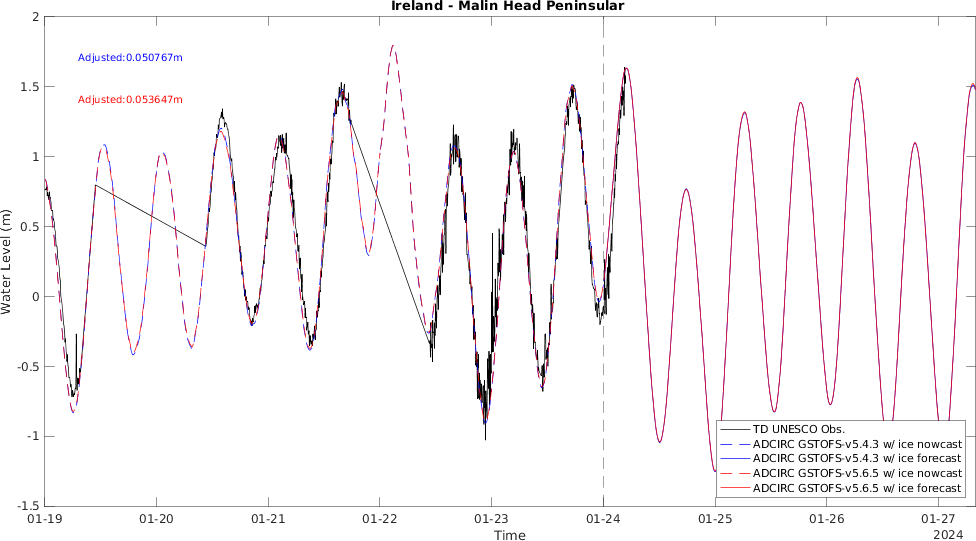 Ireland - Malin Head Peninsular
2
1.5
1
0.5
0
-0.5
-1
-1.5
Water Level (m)
Adjusted:0.050767m
Adjusted:0.053647m
TD UNESCO Obs.
ADCIRC GSTOFS-v5.4.3 w/ ice nowcast
ADCIRC GSTOFS-v5.4.3 w/ ice forecast
ADCIRC GSTOFS-v5.6.5 w/ ice nowcast
ADCIRC GSTOFS-v5.6.5 w/ ice forecast
01-19 01-20 01-21 01-22 01-23 01-24 01-25 01-26 01-27
Time
2024